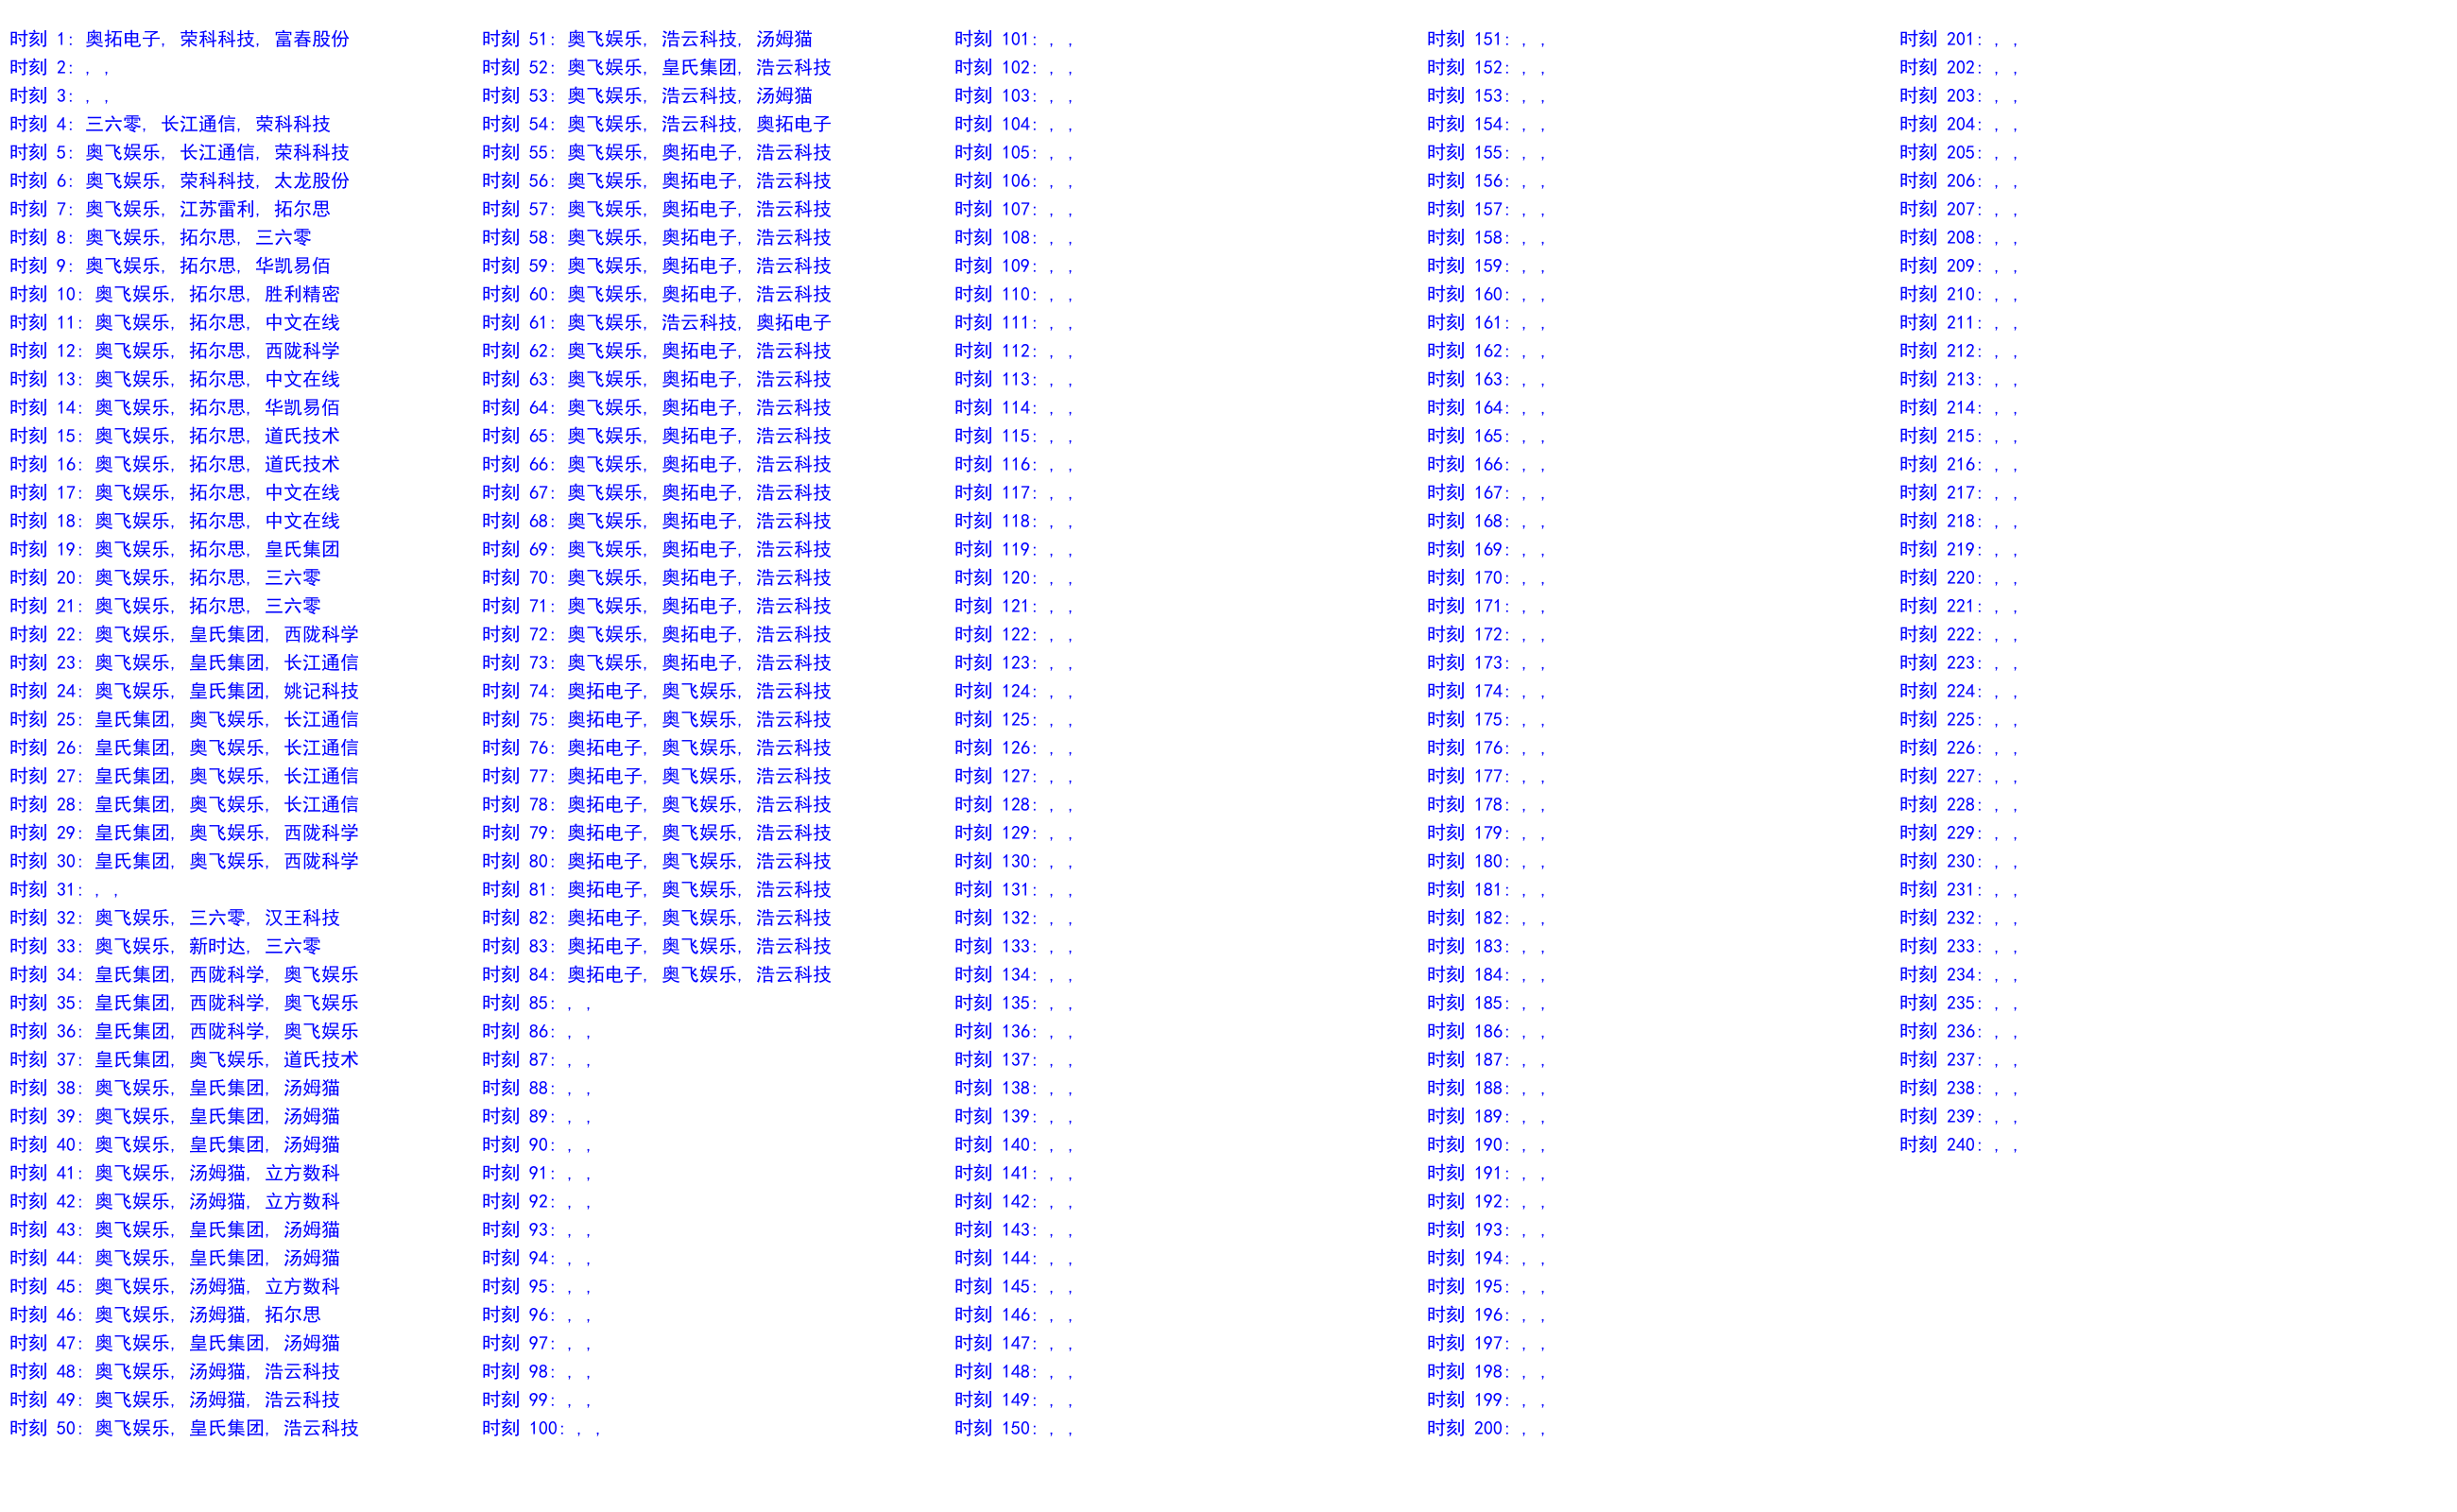 时刻 1: 奥拓电子, 荣科科技, 富春股份
时刻 2: , ,
时刻 3: , ,
时刻 4: 三六零, 长江通信, 荣科科技
时刻 5: 奥飞娱乐, 长江通信, 荣科科技
时刻 6: 奥飞娱乐, 荣科科技, 太龙股份
时刻 7: 奥飞娱乐, 江苏雷利, 拓尔思
时刻 8: 奥飞娱乐, 拓尔思, 三六零
时刻 9: 奥飞娱乐, 拓尔思, 华凯易佰
时刻 10: 奥飞娱乐, 拓尔思, 胜利精密
时刻 11: 奥飞娱乐, 拓尔思, 中文在线
时刻 12: 奥飞娱乐, 拓尔思, 西陇科学
时刻 13: 奥飞娱乐, 拓尔思, 中文在线
时刻 14: 奥飞娱乐, 拓尔思, 华凯易佰
时刻 15: 奥飞娱乐, 拓尔思, 道氏技术
时刻 16: 奥飞娱乐, 拓尔思, 道氏技术
时刻 17: 奥飞娱乐, 拓尔思, 中文在线
时刻 18: 奥飞娱乐, 拓尔思, 中文在线
时刻 19: 奥飞娱乐, 拓尔思, 皇氏集团
时刻 20: 奥飞娱乐, 拓尔思, 三六零
时刻 21: 奥飞娱乐, 拓尔思, 三六零
时刻 22: 奥飞娱乐, 皇氏集团, 西陇科学
时刻 23: 奥飞娱乐, 皇氏集团, 长江通信
时刻 24: 奥飞娱乐, 皇氏集团, 姚记科技
时刻 25: 皇氏集团, 奥飞娱乐, 长江通信
时刻 26: 皇氏集团, 奥飞娱乐, 长江通信
时刻 27: 皇氏集团, 奥飞娱乐, 长江通信
时刻 28: 皇氏集团, 奥飞娱乐, 长江通信
时刻 29: 皇氏集团, 奥飞娱乐, 西陇科学
时刻 30: 皇氏集团, 奥飞娱乐, 西陇科学
时刻 31: , ,
时刻 32: 奥飞娱乐, 三六零, 汉王科技
时刻 33: 奥飞娱乐, 新时达, 三六零
时刻 34: 皇氏集团, 西陇科学, 奥飞娱乐
时刻 35: 皇氏集团, 西陇科学, 奥飞娱乐
时刻 36: 皇氏集团, 西陇科学, 奥飞娱乐
时刻 37: 皇氏集团, 奥飞娱乐, 道氏技术
时刻 38: 奥飞娱乐, 皇氏集团, 汤姆猫
时刻 39: 奥飞娱乐, 皇氏集团, 汤姆猫
时刻 40: 奥飞娱乐, 皇氏集团, 汤姆猫
时刻 41: 奥飞娱乐, 汤姆猫, 立方数科
时刻 42: 奥飞娱乐, 汤姆猫, 立方数科
时刻 43: 奥飞娱乐, 皇氏集团, 汤姆猫
时刻 44: 奥飞娱乐, 皇氏集团, 汤姆猫
时刻 45: 奥飞娱乐, 汤姆猫, 立方数科
时刻 46: 奥飞娱乐, 汤姆猫, 拓尔思
时刻 47: 奥飞娱乐, 皇氏集团, 汤姆猫
时刻 48: 奥飞娱乐, 汤姆猫, 浩云科技
时刻 49: 奥飞娱乐, 汤姆猫, 浩云科技
时刻 50: 奥飞娱乐, 皇氏集团, 浩云科技
时刻 51: 奥飞娱乐, 浩云科技, 汤姆猫
时刻 52: 奥飞娱乐, 皇氏集团, 浩云科技
时刻 53: 奥飞娱乐, 浩云科技, 汤姆猫
时刻 54: 奥飞娱乐, 浩云科技, 奥拓电子
时刻 55: 奥飞娱乐, 奥拓电子, 浩云科技
时刻 56: 奥飞娱乐, 奥拓电子, 浩云科技
时刻 57: 奥飞娱乐, 奥拓电子, 浩云科技
时刻 58: 奥飞娱乐, 奥拓电子, 浩云科技
时刻 59: 奥飞娱乐, 奥拓电子, 浩云科技
时刻 60: 奥飞娱乐, 奥拓电子, 浩云科技
时刻 61: 奥飞娱乐, 浩云科技, 奥拓电子
时刻 62: 奥飞娱乐, 奥拓电子, 浩云科技
时刻 63: 奥飞娱乐, 奥拓电子, 浩云科技
时刻 64: 奥飞娱乐, 奥拓电子, 浩云科技
时刻 65: 奥飞娱乐, 奥拓电子, 浩云科技
时刻 66: 奥飞娱乐, 奥拓电子, 浩云科技
时刻 67: 奥飞娱乐, 奥拓电子, 浩云科技
时刻 68: 奥飞娱乐, 奥拓电子, 浩云科技
时刻 69: 奥飞娱乐, 奥拓电子, 浩云科技
时刻 70: 奥飞娱乐, 奥拓电子, 浩云科技
时刻 71: 奥飞娱乐, 奥拓电子, 浩云科技
时刻 72: 奥飞娱乐, 奥拓电子, 浩云科技
时刻 73: 奥飞娱乐, 奥拓电子, 浩云科技
时刻 74: 奥拓电子, 奥飞娱乐, 浩云科技
时刻 75: 奥拓电子, 奥飞娱乐, 浩云科技
时刻 76: 奥拓电子, 奥飞娱乐, 浩云科技
时刻 77: 奥拓电子, 奥飞娱乐, 浩云科技
时刻 78: 奥拓电子, 奥飞娱乐, 浩云科技
时刻 79: 奥拓电子, 奥飞娱乐, 浩云科技
时刻 80: 奥拓电子, 奥飞娱乐, 浩云科技
时刻 81: 奥拓电子, 奥飞娱乐, 浩云科技
时刻 82: 奥拓电子, 奥飞娱乐, 浩云科技
时刻 83: 奥拓电子, 奥飞娱乐, 浩云科技
时刻 84: 奥拓电子, 奥飞娱乐, 浩云科技
时刻 85: , ,
时刻 86: , ,
时刻 87: , ,
时刻 88: , ,
时刻 89: , ,
时刻 90: , ,
时刻 91: , ,
时刻 92: , ,
时刻 93: , ,
时刻 94: , ,
时刻 95: , ,
时刻 96: , ,
时刻 97: , ,
时刻 98: , ,
时刻 99: , ,
时刻 100: , ,
时刻 101: , ,
时刻 102: , ,
时刻 103: , ,
时刻 104: , ,
时刻 105: , ,
时刻 106: , ,
时刻 107: , ,
时刻 108: , ,
时刻 109: , ,
时刻 110: , ,
时刻 111: , ,
时刻 112: , ,
时刻 113: , ,
时刻 114: , ,
时刻 115: , ,
时刻 116: , ,
时刻 117: , ,
时刻 118: , ,
时刻 119: , ,
时刻 120: , ,
时刻 121: , ,
时刻 122: , ,
时刻 123: , ,
时刻 124: , ,
时刻 125: , ,
时刻 126: , ,
时刻 127: , ,
时刻 128: , ,
时刻 129: , ,
时刻 130: , ,
时刻 131: , ,
时刻 132: , ,
时刻 133: , ,
时刻 134: , ,
时刻 135: , ,
时刻 136: , ,
时刻 137: , ,
时刻 138: , ,
时刻 139: , ,
时刻 140: , ,
时刻 141: , ,
时刻 142: , ,
时刻 143: , ,
时刻 144: , ,
时刻 145: , ,
时刻 146: , ,
时刻 147: , ,
时刻 148: , ,
时刻 149: , ,
时刻 150: , ,
时刻 151: , ,
时刻 152: , ,
时刻 153: , ,
时刻 154: , ,
时刻 155: , ,
时刻 156: , ,
时刻 157: , ,
时刻 158: , ,
时刻 159: , ,
时刻 160: , ,
时刻 161: , ,
时刻 162: , ,
时刻 163: , ,
时刻 164: , ,
时刻 165: , ,
时刻 166: , ,
时刻 167: , ,
时刻 168: , ,
时刻 169: , ,
时刻 170: , ,
时刻 171: , ,
时刻 172: , ,
时刻 173: , ,
时刻 174: , ,
时刻 175: , ,
时刻 176: , ,
时刻 177: , ,
时刻 178: , ,
时刻 179: , ,
时刻 180: , ,
时刻 181: , ,
时刻 182: , ,
时刻 183: , ,
时刻 184: , ,
时刻 185: , ,
时刻 186: , ,
时刻 187: , ,
时刻 188: , ,
时刻 189: , ,
时刻 190: , ,
时刻 191: , ,
时刻 192: , ,
时刻 193: , ,
时刻 194: , ,
时刻 195: , ,
时刻 196: , ,
时刻 197: , ,
时刻 198: , ,
时刻 199: , ,
时刻 200: , ,
时刻 201: , ,
时刻 202: , ,
时刻 203: , ,
时刻 204: , ,
时刻 205: , ,
时刻 206: , ,
时刻 207: , ,
时刻 208: , ,
时刻 209: , ,
时刻 210: , ,
时刻 211: , ,
时刻 212: , ,
时刻 213: , ,
时刻 214: , ,
时刻 215: , ,
时刻 216: , ,
时刻 217: , ,
时刻 218: , ,
时刻 219: , ,
时刻 220: , ,
时刻 221: , ,
时刻 222: , ,
时刻 223: , ,
时刻 224: , ,
时刻 225: , ,
时刻 226: , ,
时刻 227: , ,
时刻 228: , ,
时刻 229: , ,
时刻 230: , ,
时刻 231: , ,
时刻 232: , ,
时刻 233: , ,
时刻 234: , ,
时刻 235: , ,
时刻 236: , ,
时刻 237: , ,
时刻 238: , ,
时刻 239: , ,
时刻 240: , ,